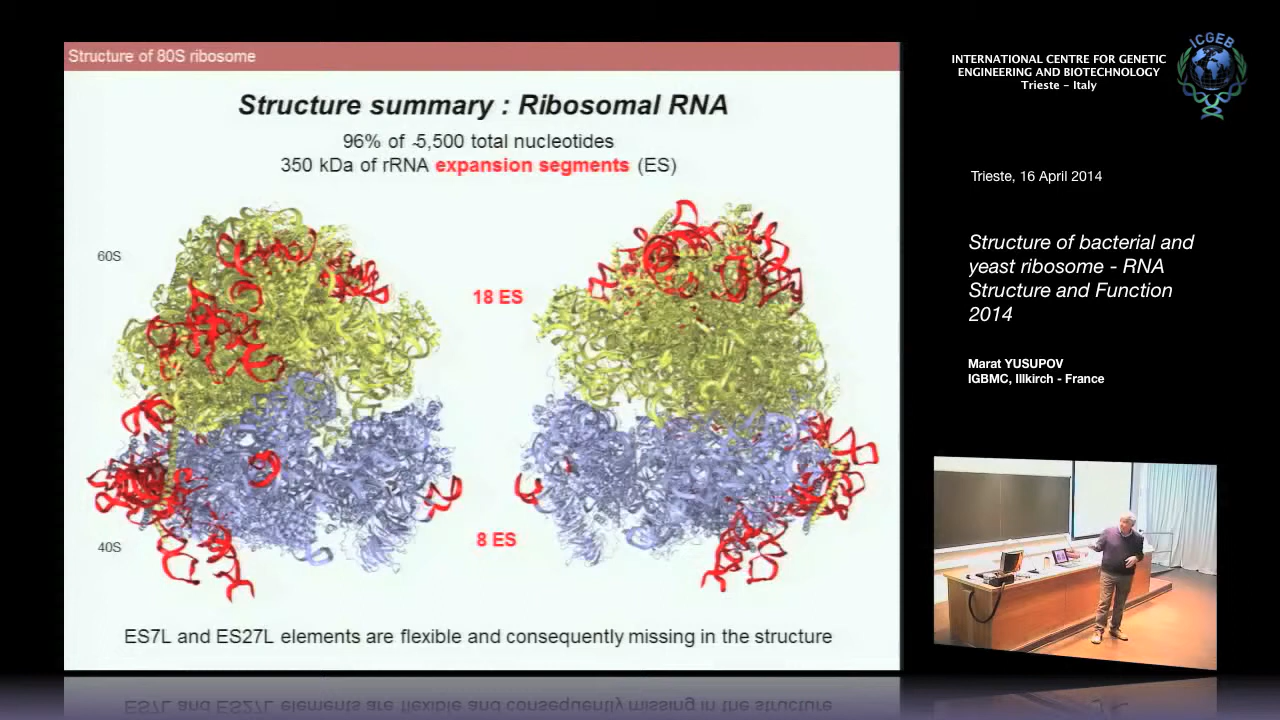 Structure of 80S ribosome
Structure summary : Ribosomal RNA
96% of ~5,500 total nucleotides
350 kDa of rRNA expansion segments (ES)
60S
18 ES
40S
8 ES
ES7L and ES27L elements are flexible and consequently missing in the structure
INTERNATIONAL CENTRE FOR GENETIC
ENGINEERING AND BIOTECHNOLOGY
Trieste - Italy
ICGEB
Trieste, 16 April 2014
Structure of bacterial and
yeast ribosome - RNA
Structure and Function
2014
Marat YUSUPOV
IGBMC, Illkirch - France